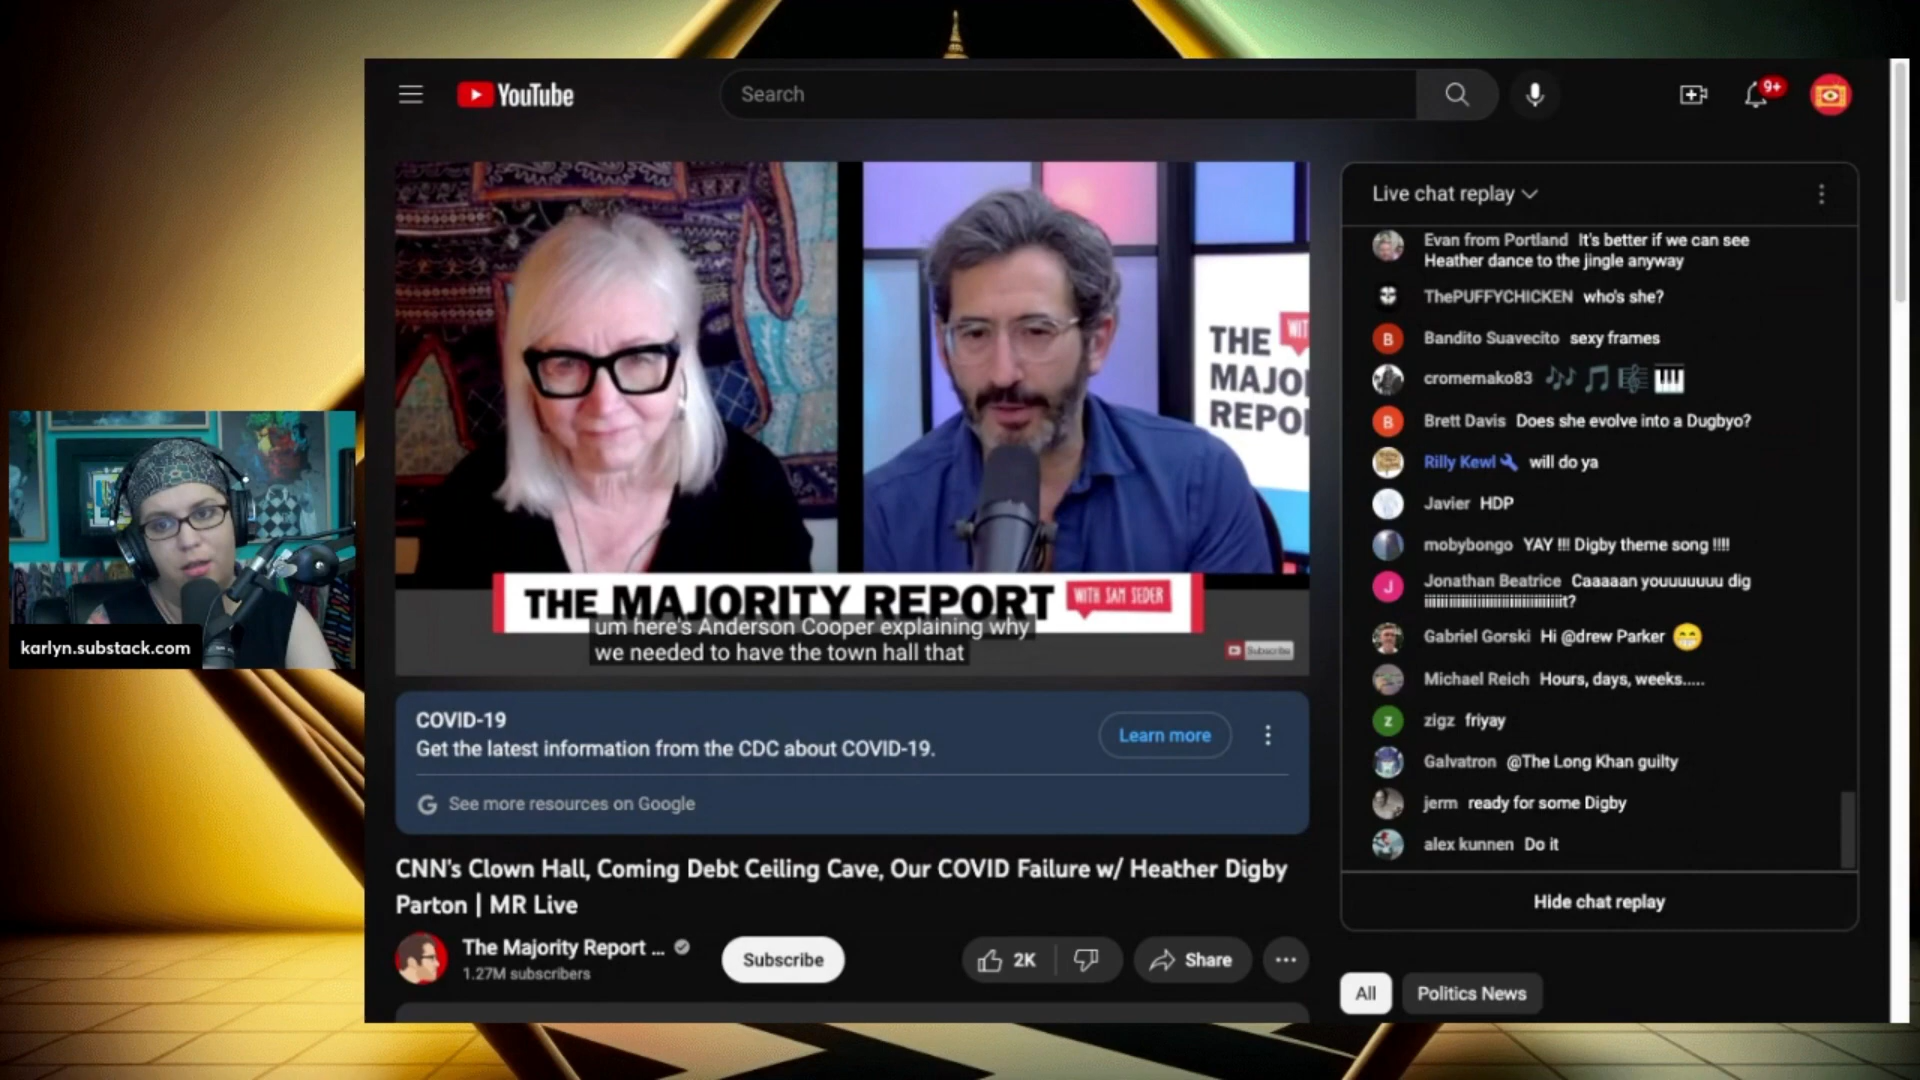 YouTube
Search
9+
THE WIT
MAJO
REPO
THE MAJORITY REPORT WITH SAM SEDER
um here's Anderson Cooper explaining why
we needed to have the town hall that
Subscribe
karlyn.substack.com
COVID-19
Get the latest information from the CDC about COVID-19.
Learn more
G See more resources on Google
CNN's Clown Hall, Coming Debt Ceiling Cave, Our COVID Failure w/ Heather Digby
Parton | MR Live
The Majority Report ...
1.27M subscribers
Subscribe
2K
Share
Live chat replay
Evan from Portland It's better if we can see
Heather dance to the jingle anyway
ThePUFFYCHICKEN who's she?
B Bandito Suavecito sexy frames
cromemako83
B Brett Davis Does she evolve into a Dugbyo?
Rilly Kewl will do ya
Javier HDP
mobybongo YAY !!! Digby theme song !!!!
J Jonathan Beatrice Caaaaan youuuuuuu dig
Gabriel Gorski Hi @drew Parker
Michael Reich Hours, days, weeks.....
z zigz friyay
Galvatron @The Long Khan guilty
jerm ready for some Digby
alex kunnen Do it
Hide chat replay
All
Politics News